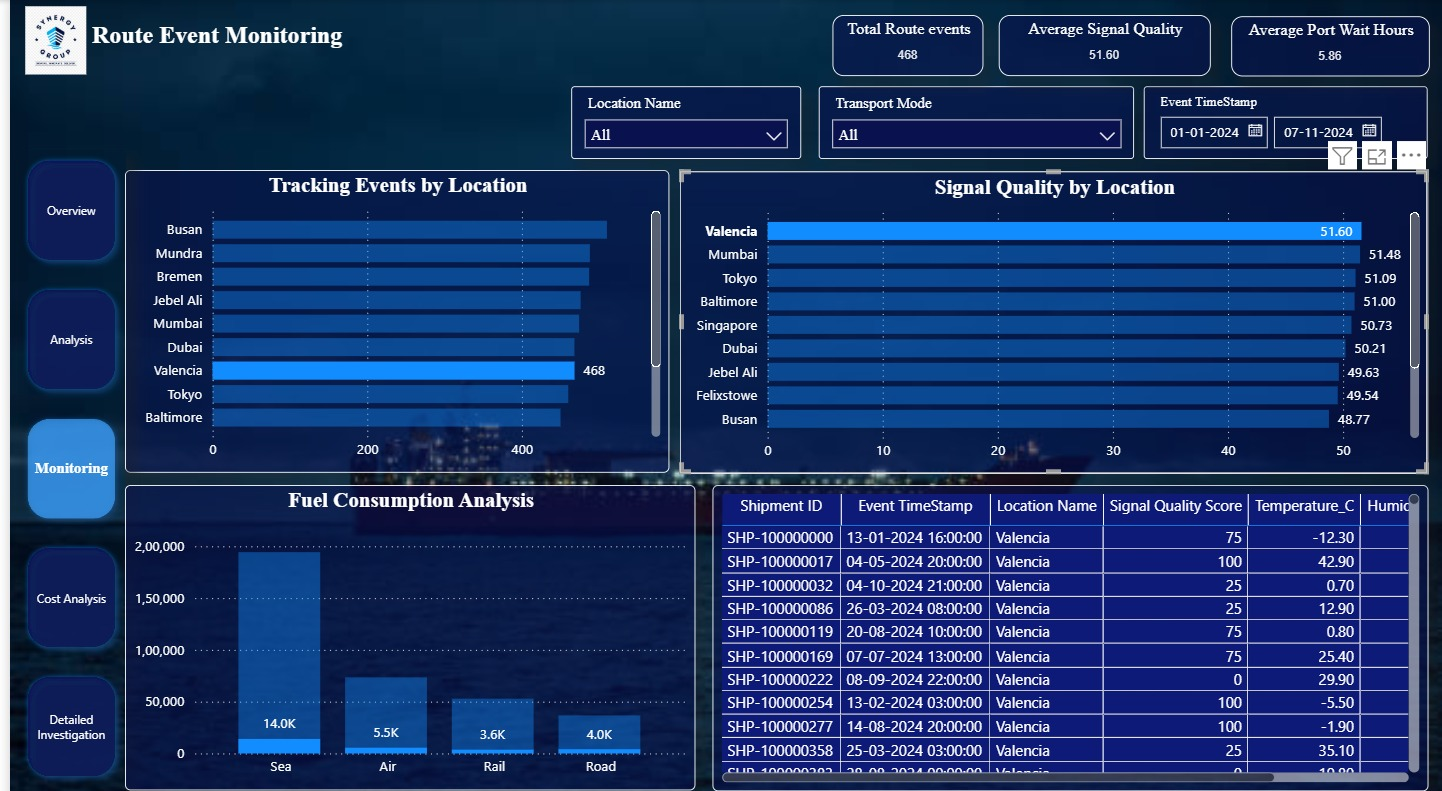 SYNERGY
GROUP
Route Event Monitoring
Total Route events
468
Average Signal Quality
51.60
Average Port Wait Hours
5.86
Location Name
All
Transport Mode
All
Event TimeStamp
01-01-2024
07-11-2024
Overview
Analysis
Monitoring
Cost Analysis
Detailed
Investigation
Tracking Events by Location
Busan
Mundra
Bremen
Jebel Ali
Mumbai
Dubai
Valencia 468
Tokyo
Baltimore
0 200 400
Signal Quality by Location
Valencia 51.60
Mumbai 51.48
Tokyo 51.09
Baltimore 51.00
Singapore 50.73
Dubai 50.21
Jebel Ali 49.63
Felixstowe 49.54
Busan 48.77
0 10 20 30 40 50
Fuel Consumption Analysis
2,00,000
1,50,000
1,00,000
50,000
0
14.0K 5.5K 3.6K 4.0K
Sea Air Rail Road
Shipment ID Event TimeStamp Location Name Signal Quality Score Temperature_C Humid
SHP-100000000 13-01-2024 16:00:00 Valencia 75 -12.30
SHP-100000017 04-05-2024 20:00:00 Valencia 100 42.90
SHP-100000032 04-10-2024 21:00:00 Valencia 25 0.70
SHP-100000086 26-03-2024 08:00:00 Valencia 25 12.90
SHP-100000119 20-08-2024 10:00:00 Valencia 75 0.80
SHP-100000169 07-07-2024 13:00:00 Valencia 75 25.40
SHP-100000222 08-09-2024 22:00:00 Valencia 0 29.90
SHP-100000254 13-02-2024 03:00:00 Valencia 100 -5.50
SHP-100000277 14-08-2024 20:00:00 Valencia 100 -1.90
SHP-100000358 25-03-2024 03:00:00 Valencia 25 35.10